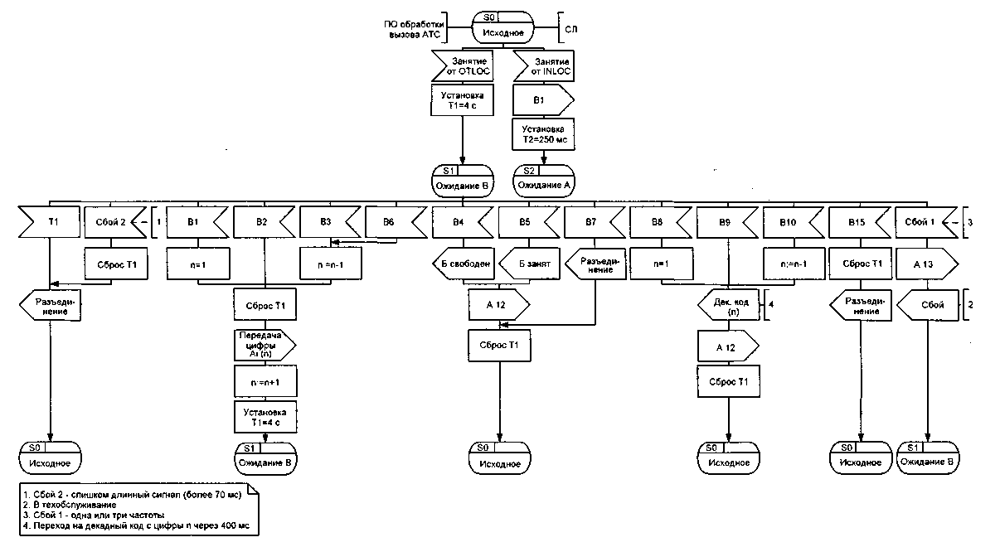 ПО обработки
вызова АТС
S0
Исходное
СЛ
Занятие
от OTLOC
Занятие
от INLOC
Установка
T1=4 с
B1
Установка
T2=250 мс
S1
Ожидание B
S2
Ожидание A
T1
Сбой 2
1
B1
B2
B3
B6
B4
B5
B7
B8
B9
B10
B15
Сбой 1
3
Сброс T1
n=1
n =n-1
Б свободен
Б занят
Разъеди-
нение
n=1
n:=n-1
Сброс T1
A 13
Разъеди-
нение
Сброс T1
A 12
Дек. код
(n)
4
Разъеди-
нение
Сбой
2
Передача
цифры
Ai (n)
Сброс T1
A 12
n:=n+1
Сброс T1
Установка
T1=4 с
S0
Исходное
S1
Ожидание B
S0
Исходное
S0
Исходное
S0
Исходное
S1
Ожидание B
1. Сбой 2 - слишком длинный сигнал (более 70 мс)
2. В техобслуживание
3. Сбой 1 - одна или три частоты
4. Переход на декадный код с цифры n через 400 мс